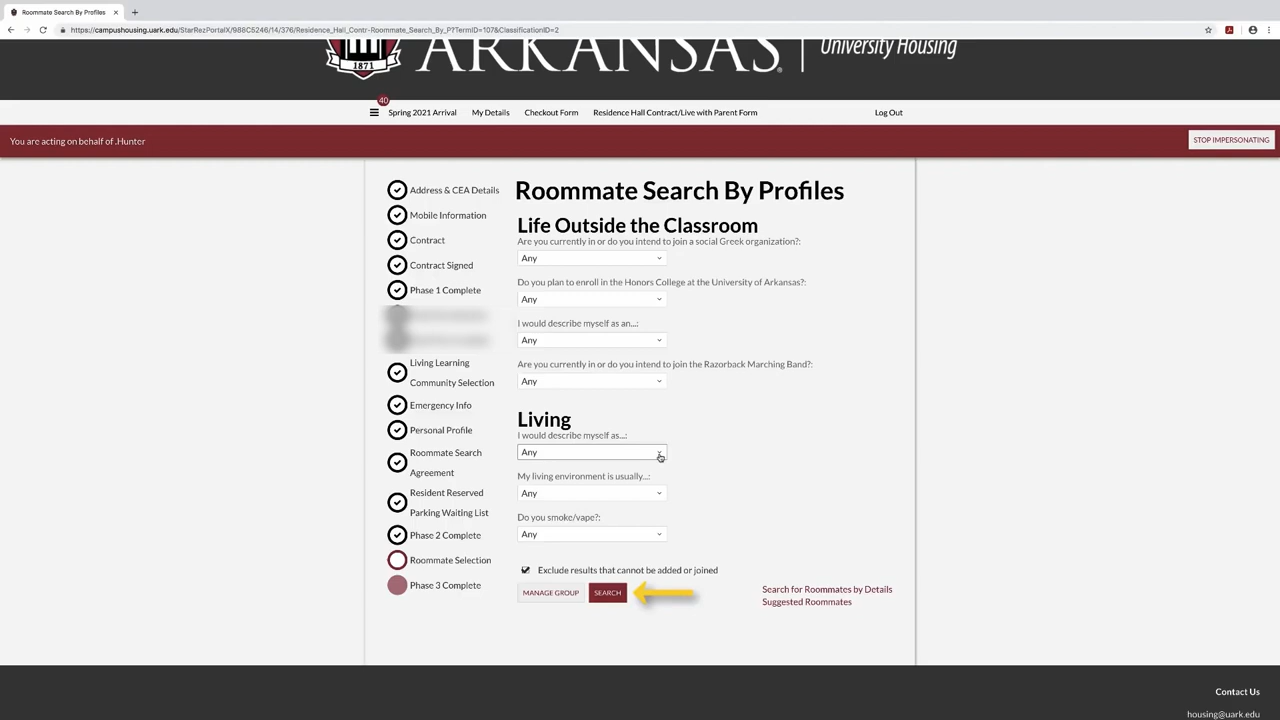 Roommate Search By Profiles
https://campushousing.uark.edu/StarRezPortalX/986C5246/14/376/Residence_Hall_Contr-Roommate_Search_By_P?TermID=107&ClassificationID=2
1871
ARKANSAS®
University Housing
40
Spring 2021 Arrival
My Details
Checkout Form
Residence Hall Contract/Live with Parent Form
Log Out
You are acting on behalf of .Hunter
STOP IMPERSONATING
Address & CEA Details
Mobile Information
Contract
Contract Signed
Phase 1 Complete
Living Learning
Community Selection
Emergency Info
Personal Profile
Roommate Search
Agreement
Resident Reserved
Parking Waiting List
Phase 2 Complete
Roommate Selection
Phase 3 Complete
Roommate Search By Profiles
Life Outside the Classroom
Are you currently in or do you intend to join a social Greek organization?:
Any
Do you plan to enroll in the Honors College at the University of Arkansas?:
Any
I would describe myself as an...:
Any
Are you currently in or do you intend to join the Razorback Marching Band?:
Any
Living
I would describe myself as...:
Any
My living environment is usually...:
Any
Do you smoke/vape?:
Any
Exclude results that cannot be added or joined
MANAGE GROUP
SEARCH
Search for Roommates by Details
Suggested Roommates
Contact Us
housing@uark.edu